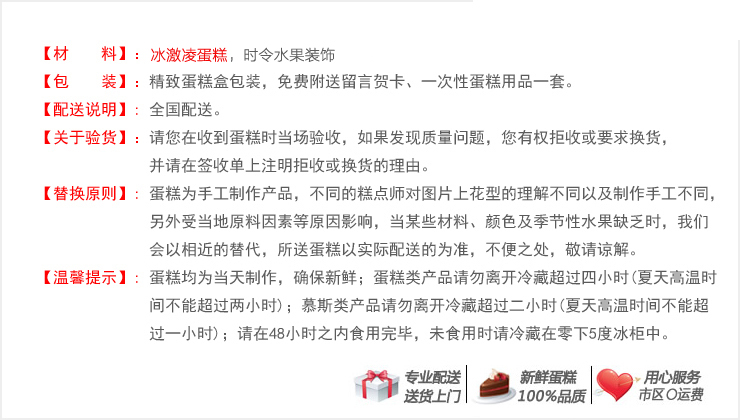 【材　　料】：冰激凌蛋糕，时令水果装饰
【包　　装】：精致蛋糕盒包装，免费附送留言贺卡、一次性蛋糕用品一套。
【配送说明】：全国配送。
【关于验货】：请您在收到蛋糕时当场验收，如果发现质量问题，您有权拒收或要求换货，
并请在签收单上注明拒收或换货的理由。
【替换原则】：蛋糕为手工制作产品，不同的糕点师对图片上花型的理解不同以及制作手工不同，
另外受当地原料因素等原因影响，当某些材料、颜色及季节性水果缺乏时，我们
会以相近的替代，所送蛋糕以实际配送的为准，不便之处，敬请谅解。
【温馨提示】：蛋糕均为当天制作，确保新鲜；蛋糕类产品请勿离开冷藏超过四小时(夏天高温时
间不能超过两小时)；慕斯类产品请勿离开冷藏超过二小时(夏天高温时间不能超
过一小时)；请在48小时之内食用完毕，未食用时请冷藏在零下5度冰柜中。
专业配送
送货上门
新鲜蛋糕
100%品质
用心服务
市区〇运费